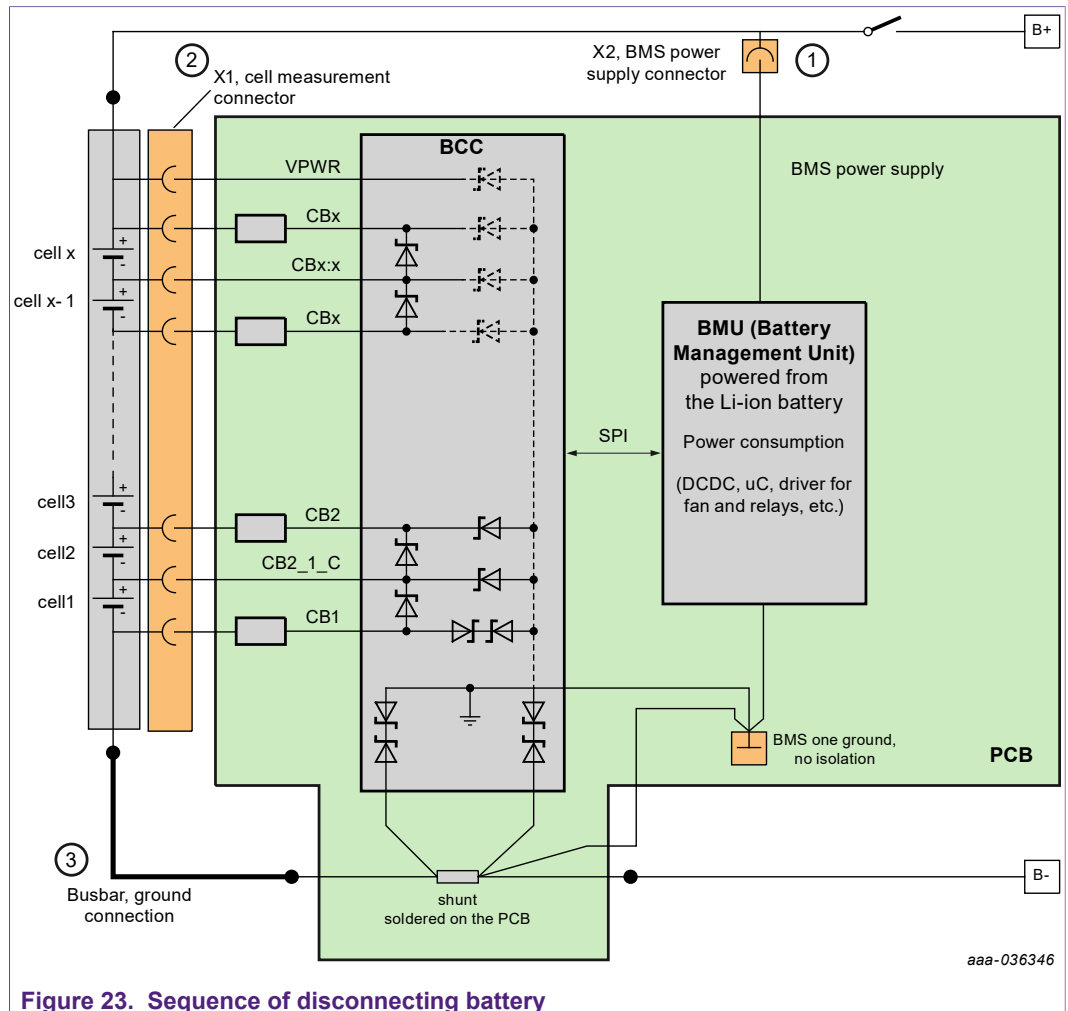 B+
X2, BMS power
supply connector
1
2
X1, cell measurement
connector
BCC
VPWR
BMS power supply
CBx
cell x
+
-
CBx:x
cell x- 1
+
-
CBx
BMU (Battery
Management Unit)
powered from
the Li-ion battery
Power consumption
(DCDC, uC, driver for
fan and relays, etc.)
SPI
cell3
+
-
CB2
cell2
+
-
CB2_1_C
cell1
+
-
CB1
BMS one ground,
no isolation
PCB
3
Busbar, ground
connection
shunt
soldered on the PCB
B-
aaa-036346
Figure 23. Sequence of disconnecting battery